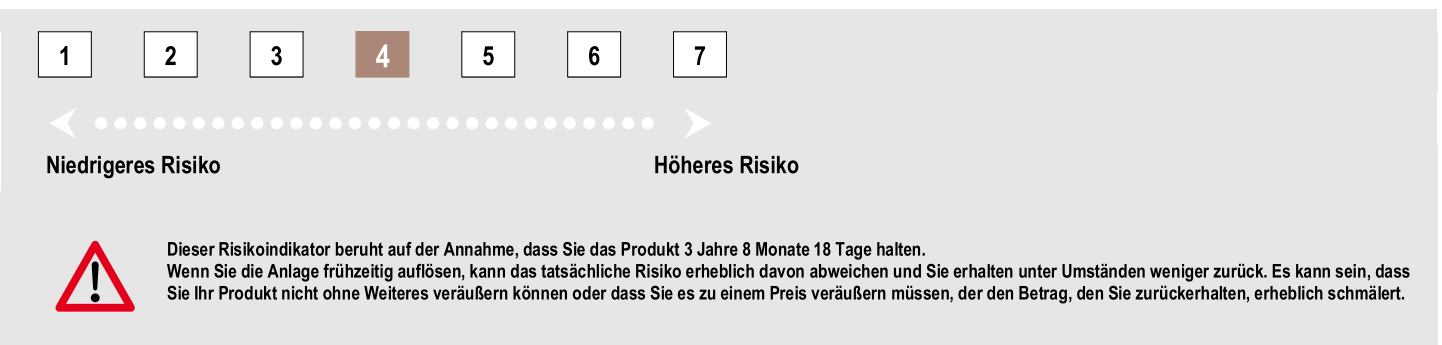 1 2 3 4 5 6 7
Niedrigeres Risiko Höheres Risiko
Dieser Risikoindikator beruht auf der Annahme, dass Sie das Produkt 3 Jahre 8 Monate 18 Tage halten.
Wenn Sie die Anlage frühzeitig auflösen, kann das tatsächliche Risiko erheblich davon abweichen und Sie erhalten unter Umständen weniger zurück. Es kann sein, dass
Sie Ihr Produkt nicht ohne Weiteres veräußern können oder dass Sie es zu einem Preis veräußern müssen, der den Betrag, den Sie zurückerhalten, erheblich schmälert.